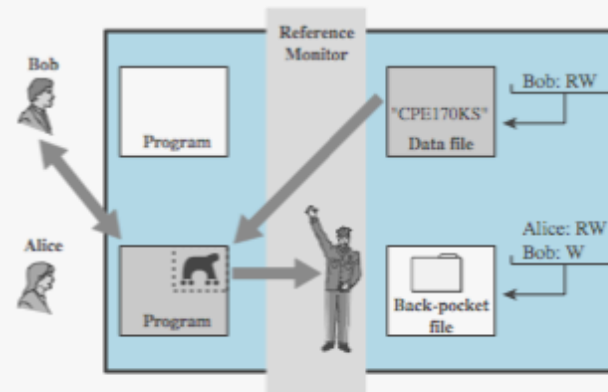 Reference
Monitor
Bob
Program
"CPE170KS"
Data file
Bob: RW
Alice
Program
Back-pocket
file
Alice: RW
Bob: W